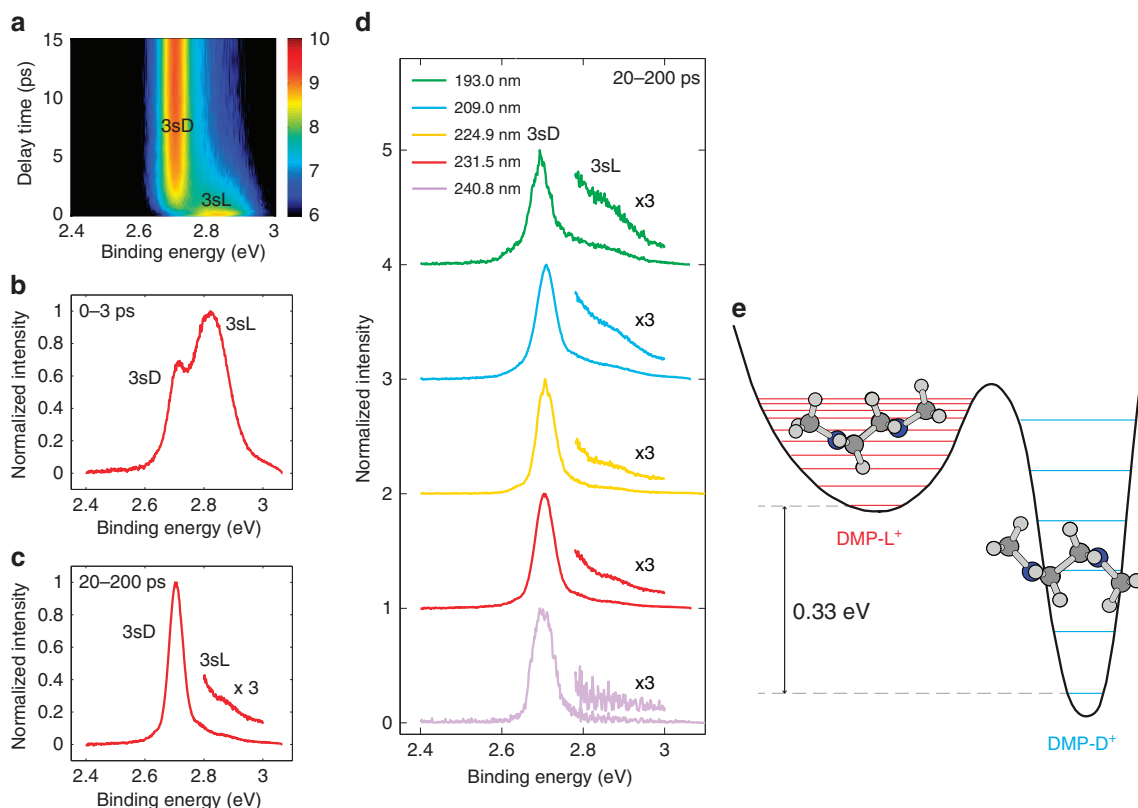 a
15
10
5
0
Delay time (ps)
3sD
3sL
2.4 2.6 2.8 3
Binding energy (eV)
10
9
8
7
6
b
0–3 ps
3sD
3sL
1
0.8
0.6
0.4
0.2
0
Normalized intensity
2.4 2.6 2.8 3
Binding energy (eV)
c
20–200 ps
3sD
3sL
x 3
1
0.8
0.6
0.4
0.2
0
Normalized intensity
2.4 2.6 2.8 3
Binding energy (eV)
d
20–200 ps
193.0 nm
209.0 nm
224.9 nm
231.5 nm
240.8 nm
3sD
3sL
x3
x3
x3
x3
x3
5
4
3
2
1
0
Normalized intensity
2.4 2.6 2.8 3
Binding energy (eV)
e
DMP-L⁺
0.33 eV
DMP-D⁺